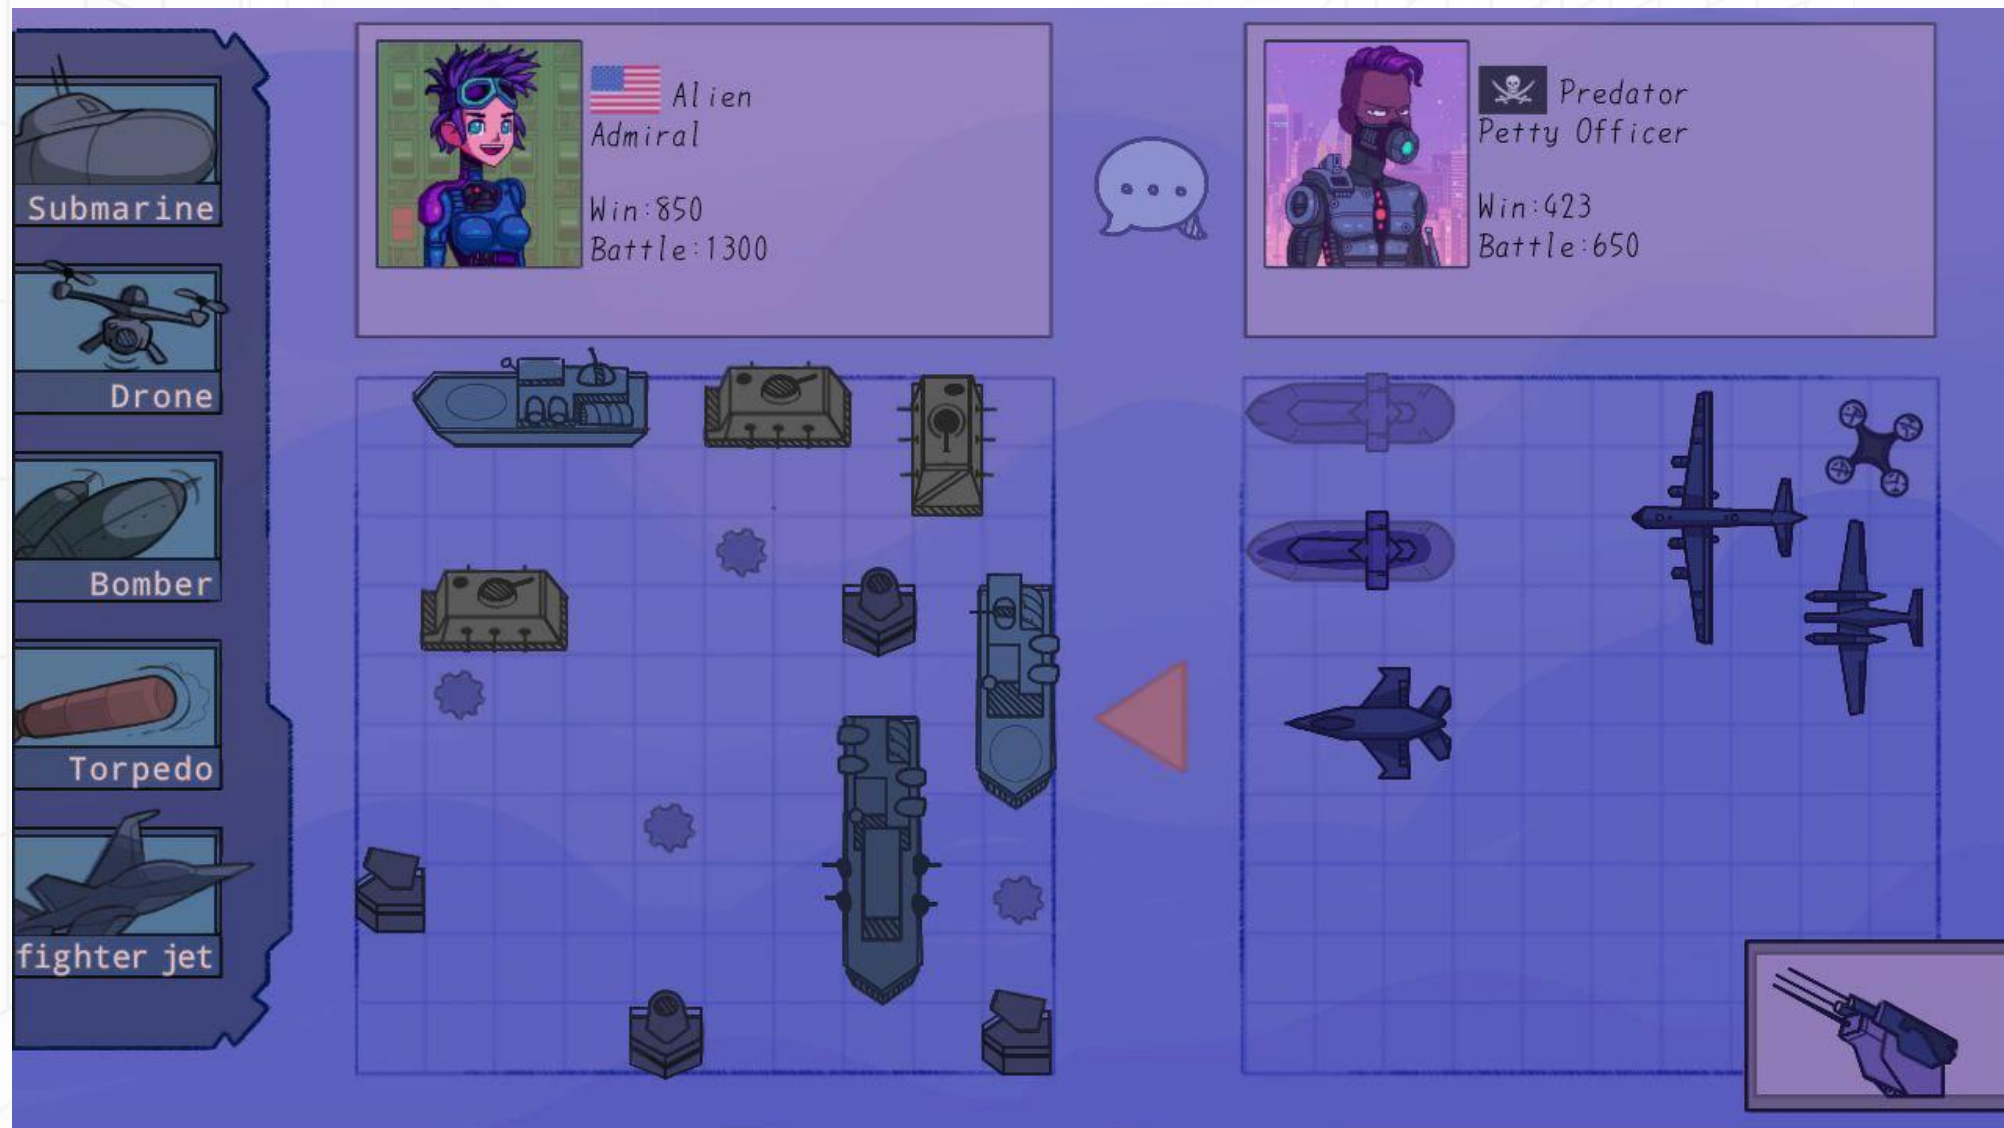 Submarine
Drone
Bomber
Torpedo
fighter jet
Alien
Admiral
Win:850
Battle:1300
Predator
Petty Officer
Win:423
Battle:650